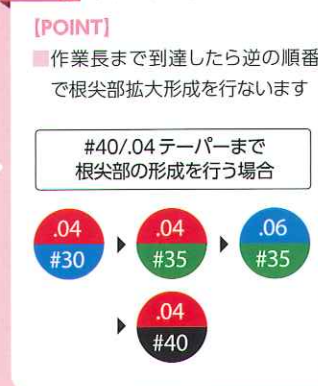 [POINT]
■作業長まで到達したら逆の順番
で根尖部拡大形成を行ないます
#40/.04テーパーまで
根尖部の形成を行う場合
.04
#30
.04
#35
.06
#35
.04
#40